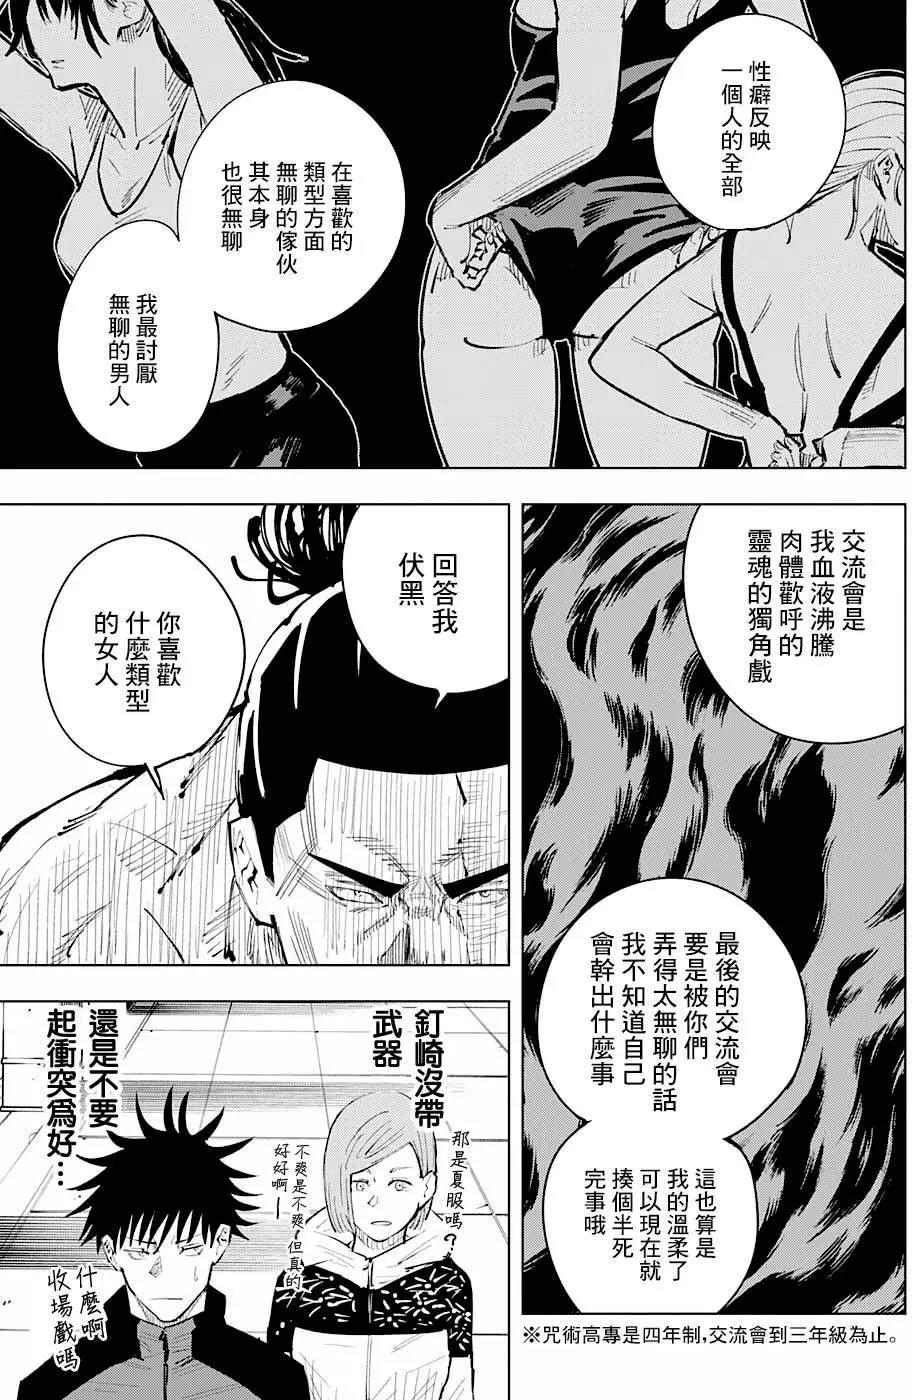 性癖反映
一個人的全部
在喜歡的
類型方面
無聊的傢伙
其本身
也很無聊
我最討厭
無聊的男人
交流會是
我血液沸騰
肉體歡呼的
靈魂的獨角戲
最後的交流會
要是被你們
弄得太無聊的話
我不知道自己
會幹出什麼事
這也算是
我的溫柔了
可以現在就
揍個半死
完事哦
※咒術高專是四年制,交流會到三年級為止。
回答我
伏黑
你喜歡
什麼類型
的女人
釘崎沒帶
武器
還是不要
起衝突為好…
那是夏服嗎？
不爽是不爽 但真的
好好啊ー
什麼啊
收場戲嗎